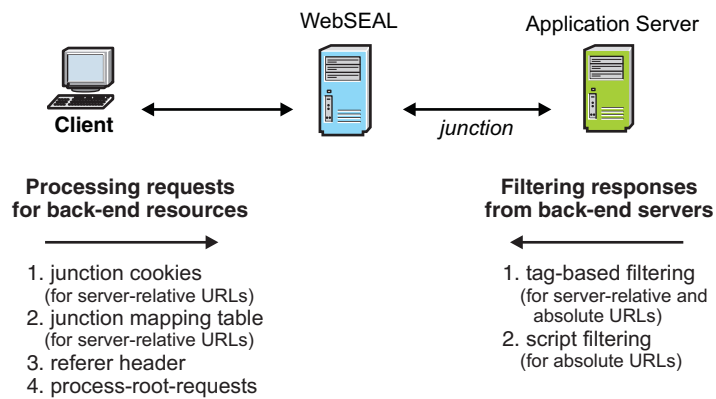 WebSEAL
Application Server
Client
junction
Processing requests
for back-end resources
1. junction cookies
(for server-relative URLs)
2. junction mapping table
(for server-relative URLs)
3. referer header
4. process-root-requests
Filtering responses
from back-end servers
1. tag-based filtering
(for server-relative and
absolute URLs)
2. script filtering
(for absolute URLs)